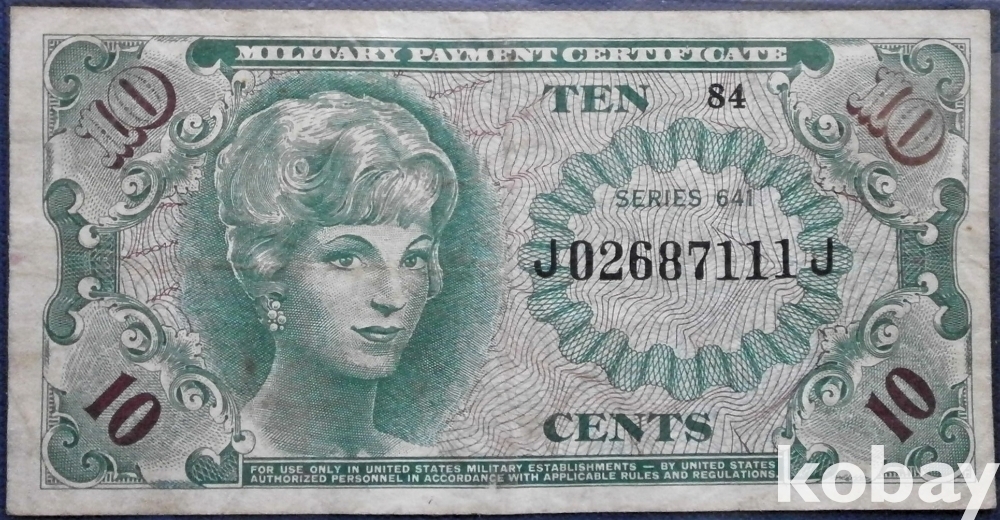 MILITARY PAYMENT CERTIFICATE
10
TEN 84
10
SERIES 641
J02687111J
10
CENTS
10
FOR USE ONLY IN UNITED STATES MILITARY ESTABLISHMENTS — BY UNITED STATES
AUTHORIZED PERSONNEL IN ACCORDANCE WITH APPLICABLE RULES AND REGULATIONS
kobay